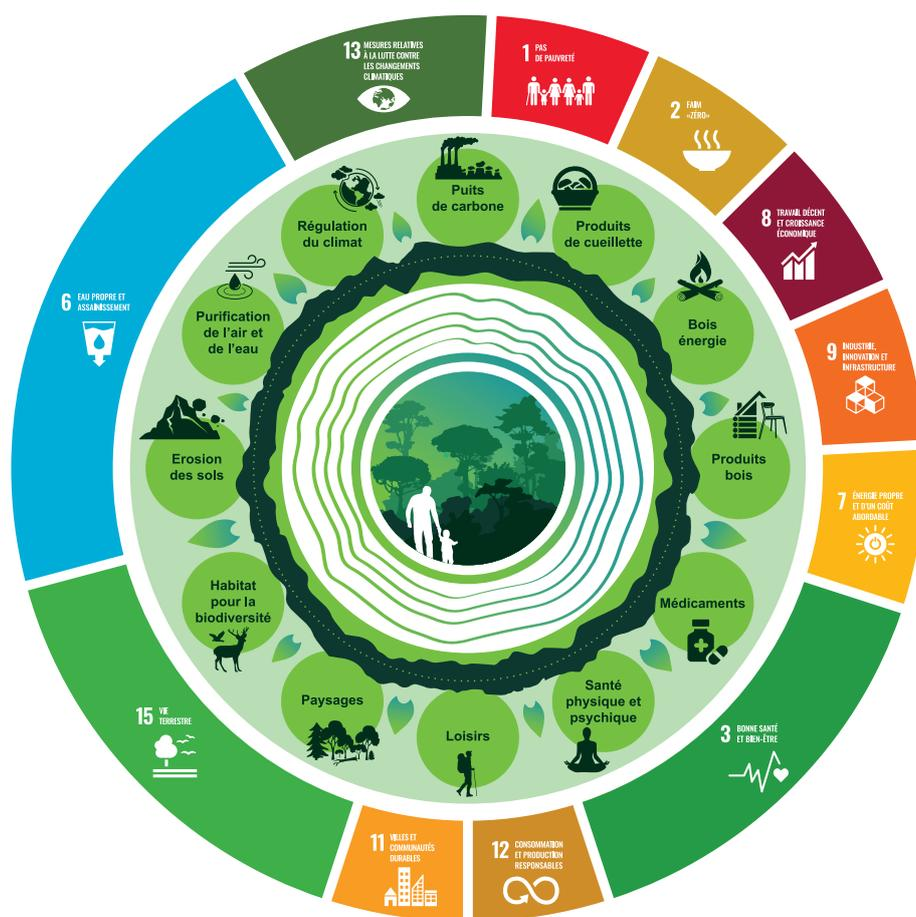 13 MESURES RELATIVES
À LA LUTTE CONTRE
LES CHANGEMENTS
CLIMATIQUES
1 PAS
DE PAUVRETÉ
2 FAIM
«ZÉRO»
8 TRAVAIL DÉCENT
ET CROISSANCE
ÉCONOMIQUE
9 INDUSTRIE,
INNOVATION ET
INFRASTRUCTURE
7 ÉNERGIE PROPRE
ET D'UN COÛT
ABORDABLE
3 BONNE SANTÉ
ET BIEN-ÊTRE
12 CONSOMMATION
ET PRODUCTION
RESPONSABLES
11 VILLES ET
COMMUNAUTÉS
DURABLES
15 VIE
TERRESTRE
6 EAU PROPRE ET
ASSAINISSEMENT
Puits
de carbone
Produits
de cueillette
Bois
énergie
Produits
bois
Médicaments
Santé
physique et
psychique
Loisirs
Paysages
Habitat
pour la
biodiversité
Erosion
des sols
Purification
de l'air et
de l'eau
Régulation
du climat